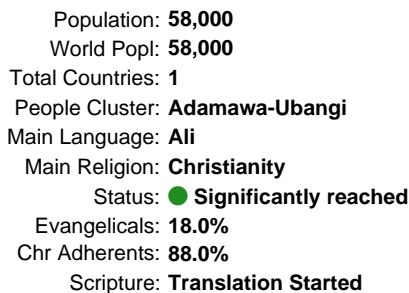 Population: 58,000
World Popl: 58,000
Total Countries: 1
People Cluster: Adamawa-Ubangi
Main Language: Ali
Main Religion: Christianity
Status: Significantly reached
Evangelicals: 18.0%
Chr Adherents: 88.0%
Scripture: Translation Started